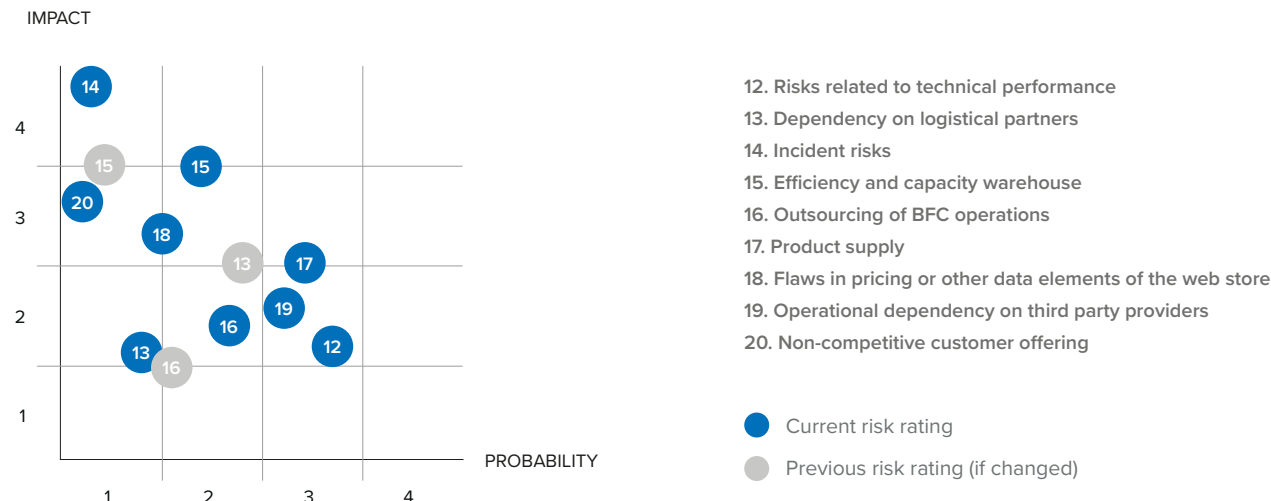 IMPACT
14
4
15
15
20
3
18
13
17
19
2
16
12
13
16
1
PROBABILITY
1 2 3 4
12. Risks related to technical performance
13. Dependency on logistical partners
14. Incident risks
15. Efficiency and capacity warehouse
16. Outsourcing of BFC operations
17. Product supply
18. Flaws in pricing or other data elements of the web store
19. Operational dependency on third party providers
20. Non-competitive customer offering
Current risk rating
Previous risk rating (if changed)